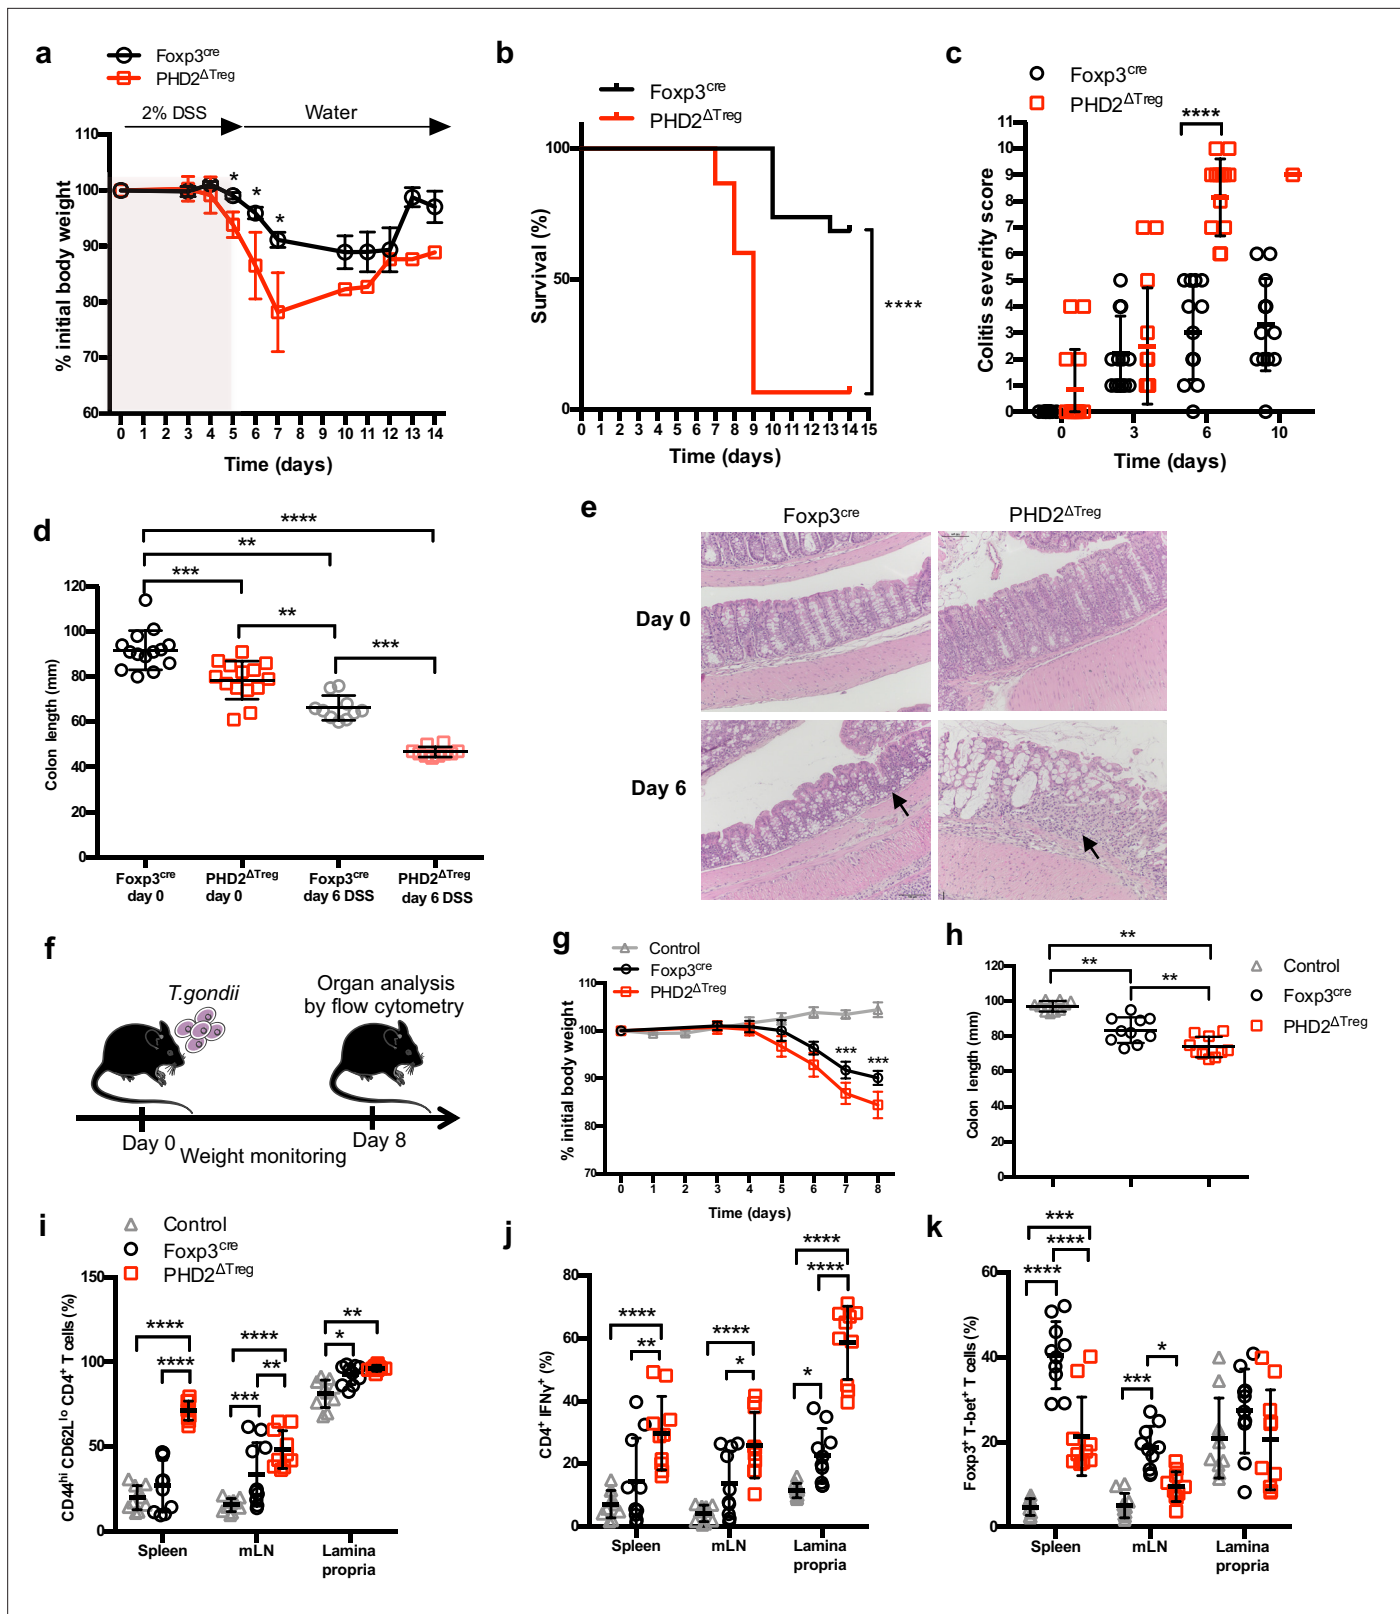 a
Foxp3cre
PHD2ΔTreg
2% DSS
Water
% initial body weight
110
100
90
80
70
60
* * *
0 1 2 3 4 5 6 7 8 9 10 11 12 13 14
Time (days)
b
Foxp3cre
PHD2ΔTreg
Survival (%)
100
50
0
****
0 1 2 3 4 5 6 7 8 9 10 11 12 13 14 15
Time (days)
c
Foxp3cre
PHD2ΔTreg
****
Colitis severity score
11
10
9
8
7
6
5
4
3
2
1
0
0 3 6 10
Time (days)
d
****
**
***
**
***
Colon length (mm)
120
100
80
60
40
20
0
Foxp3cre PHD2ΔTreg Foxp3cre PHD2ΔTreg
day 0 day 0 day 6 DSS day 6 DSS
e
Foxp3cre PHD2ΔTreg
Day 0
Day 6
f
T.gondii
Organ analysis
by flow cytometry
Day 0
Day 8
Weight monitoring
g
Control
Foxp3cre
PHD2ΔTreg
% initial body weight
110
100
90
80
70
*** ***
0 1 2 3 4 5 6 7 8
Time (days)
h
**
** **
Control
Foxp3cre
PHD2ΔTreg
Colon length (mm)
120
100
80
60
40
20
0
i
Control
Foxp3cre
PHD2ΔTreg
CD44hi CD62Llo CD4+ T cells (%)
150
100
50
0
****
****
****
**
***
**
*
Spleen mLN Lamina
propria
j
CD4+ IFNγ+ (%)
80
60
40
20
0
****
**
****
*
****
****
*
Spleen mLN Lamina
propria
k
Foxp3+ T-bet+ T cells (%)
60
40
20
0
***
****
****
*
***
Spleen mLN Lamina
propria